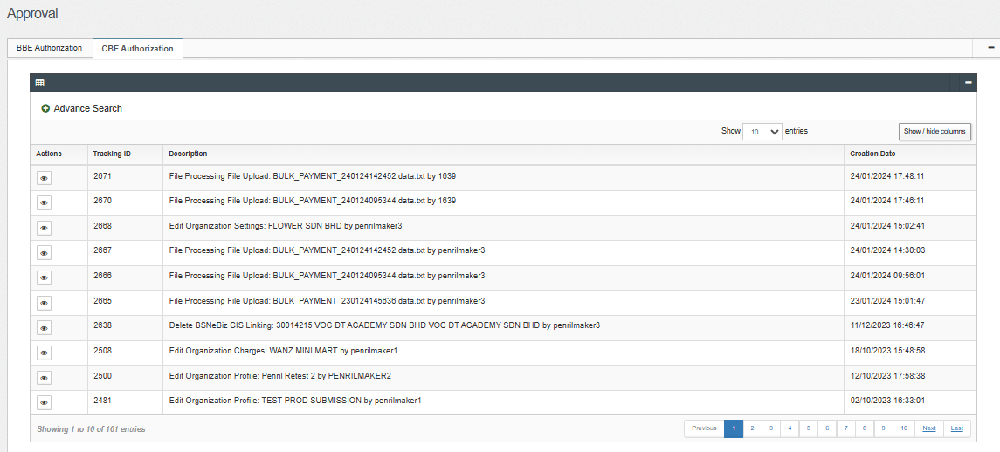 Approval
BBE Authorization CBE Authorization
Advance Search
Show 10 entries Show / hide columns
Actions Tracking ID Description Creation Date
2671 File Processing File Upload: BULK_PAYMENT_240124142452.data.txt by 1639 24/01/2024 17:48:11
2670 File Processing File Upload: BULK_PAYMENT_240124095344.data.txt by 1639 24/01/2024 17:46:11
2668 Edit Organization Settings: FLOWER SDN BHD by penrilmaker3 24/01/2024 15:02:41
2667 File Processing File Upload: BULK_PAYMENT_240124142452.data.txt by penrilmaker3 24/01/2024 14:30:03
2666 File Processing File Upload: BULK_PAYMENT_240124095344.data.txt by penrilmaker3 24/01/2024 09:56:01
2665 File Processing File Upload: BULK_PAYMENT_230124145636.data.txt by penrilmaker3 23/01/2024 15:01:47
2638 Delete BSNeBiz CIS Linking: 30014215 VOC DT ACADEMY SDN BHD VOC DT ACADEMY SDN BHD by penrilmaker3 11/12/2023 16:46:47
2508 Edit Organization Charges: WANZ MINI MART by penrilmaker1 18/10/2023 15:48:58
2500 Edit Organization Profile: Penril Retest 2 by PENRILMAKER2 12/10/2023 17:58:38
2481 Edit Organization Profile: TEST PROD SUBMISSION by penrilmaker1 02/10/2023 16:33:01
Showing 1 to 10 of 101 entries Previous 1 2 3 4 5 6 7 8 9 10 Next Last